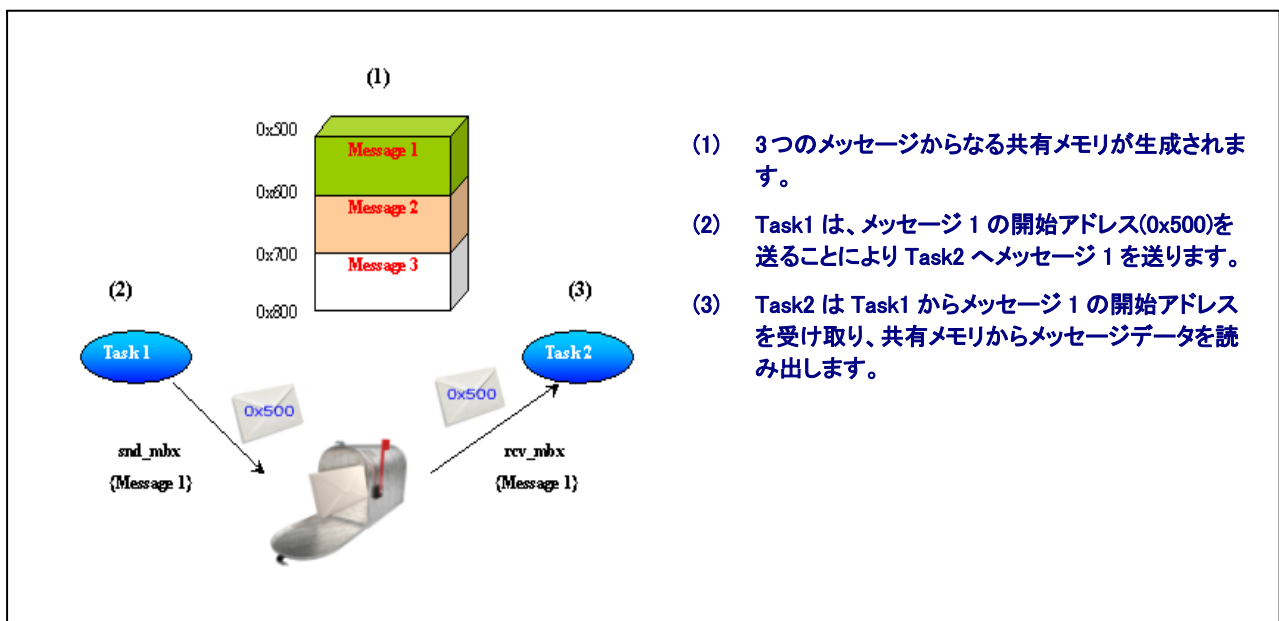 (1)
0x500
Message 1
0x600
Message 2
0x700
Message 3
0x800
(2)
(3)
Task 1
Task 2
0x500
0x500
snd_mbx
{Message 1}
rcv_mbx
{Message 1}
(1) 3つのメッセージからなる共有メモリが生成されま
す。
(2) Task1 は、メッセージ 1 の開始アドレス(0x500)を
送ることにより Task2 へメッセージ 1 を送ります。
(3) Task2 は Task1 からメッセージ 1 の開始アドレス
を受け取り、共有メモリからメッセージデータを読
み出します。